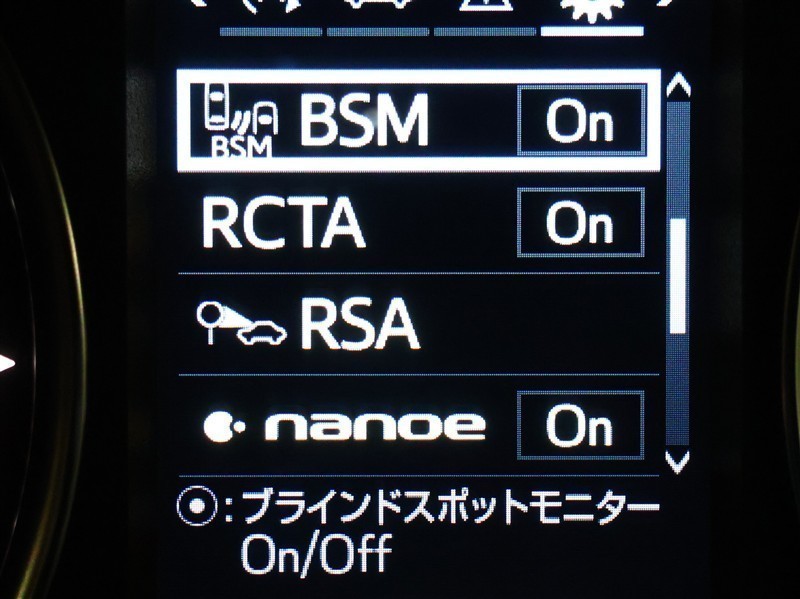 BSM BSM On
RCTA On
RSA
nanoe On
:ブラインドスポットモニター
On/Off